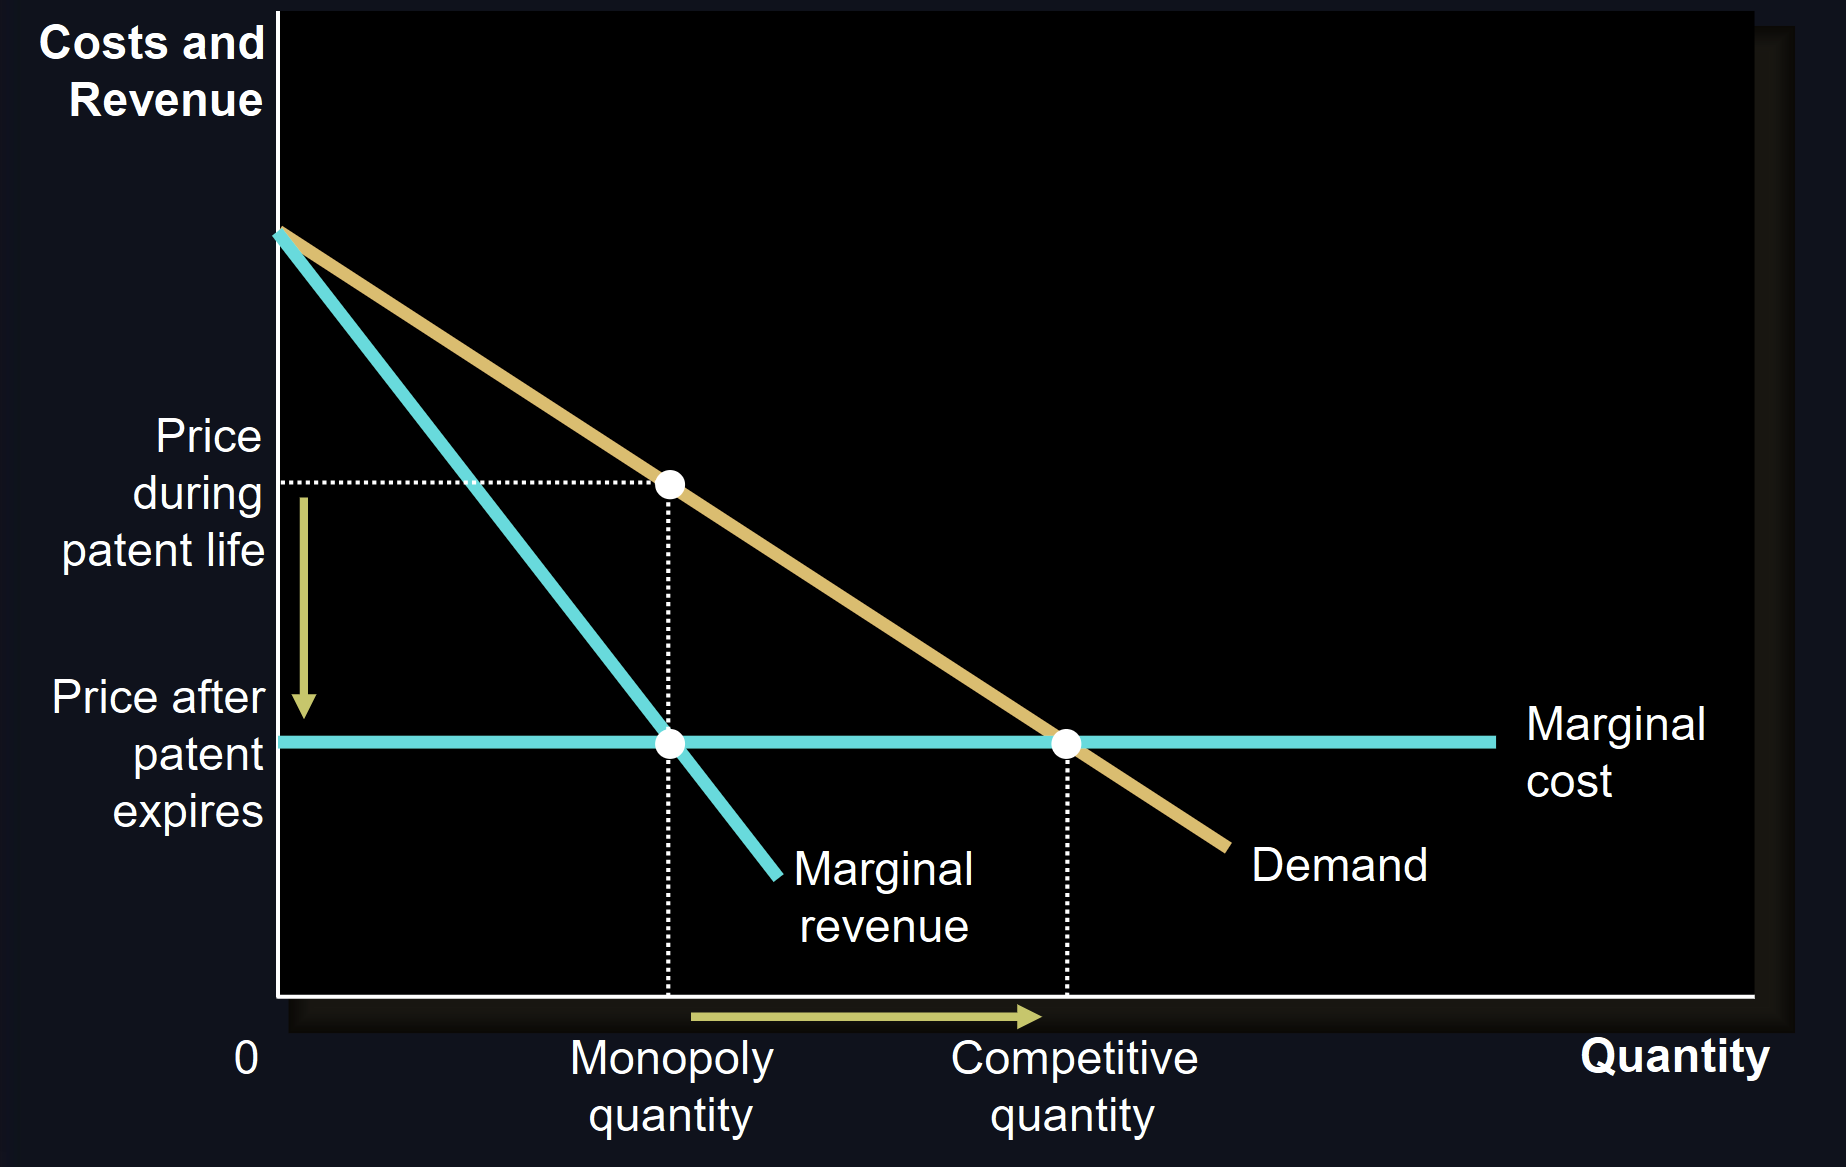 Costs and
Revenue
Price
during
patent life
Price after
patent
expires
Marginal
cost
Demand
Marginal
revenue
0
Monopoly
quantity
Competitive
quantity
Quantity